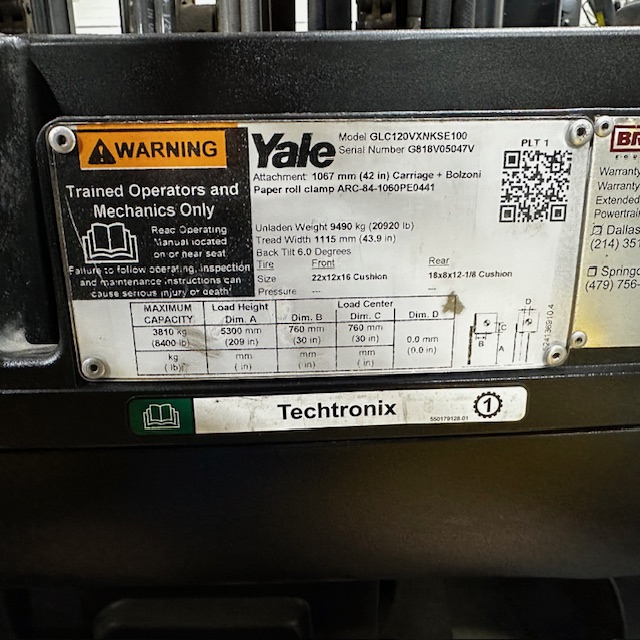 WARNING
Trained Operators and
Mechanics Only
Read Operating
Manual located
on or near seat
Failure to follow operating, inspection
and maintenance instructions can
cause serious injury or death
Yale
Model GLC120VXNKSE100
Serial Number G818V05047V
PLT 1
Attachment 1067 mm (42 in) Carriage + Bolzoni
Paper roll clamp ARC-84-1060PE0441
Unladen Weight 9490 kg (20920 lb)
Tread Width 1115 mm (43.9 in)
Back Tilt 6.0 Degrees
Tire Front Rear
Size 22x12x16 Cushion 18x8x12-1/8 Cushion
Pressure --- ---
MAXIMUM CAPACITY Load Height Dim. A Load Center Dim. B Dim. C Dim. D
3810 kg 5300 mm 760 mm 760 mm 0.0 mm
(8400 lb) (209 in) (30 in) (30 in) (0.0 in)
kg mm mm mm mm
(lb) (in) (in) (in) (in)
B C A D
BR
Warranty
Warranty
Extended
Powertrai
Dallas
(214) 351
Springd
(479) 756-
Techtronix
550179128.01
1